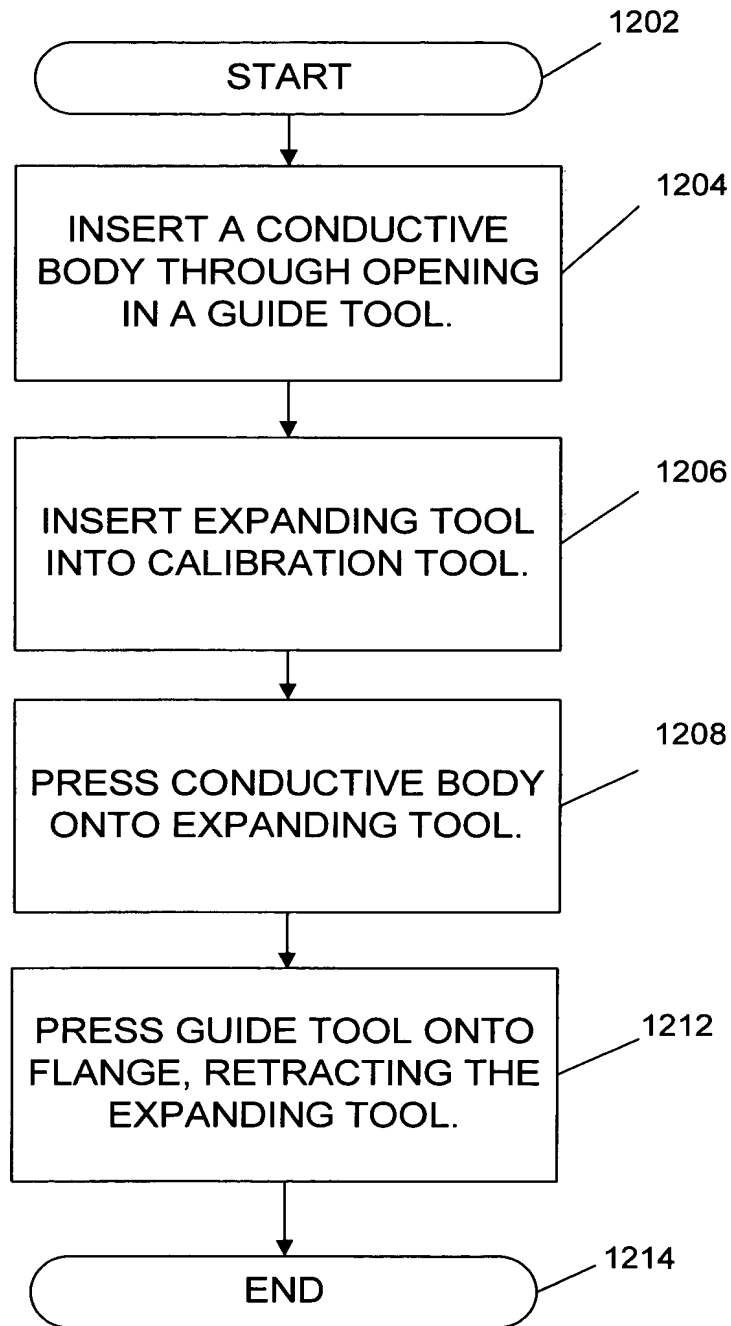 1202
START
1204
INSERT A CONDUCTIVE
BODY THROUGH OPENING
IN A GUIDE TOOL.
1206
INSERT EXPANDING TOOL
INTO CALIBRATION TOOL.
1208
PRESS CONDUCTIVE BODY
ONTO EXPANDING TOOL.
1212
PRESS GUIDE TOOL ONTO
FLANGE, RETRACTING THE
EXPANDING TOOL.
1214
END